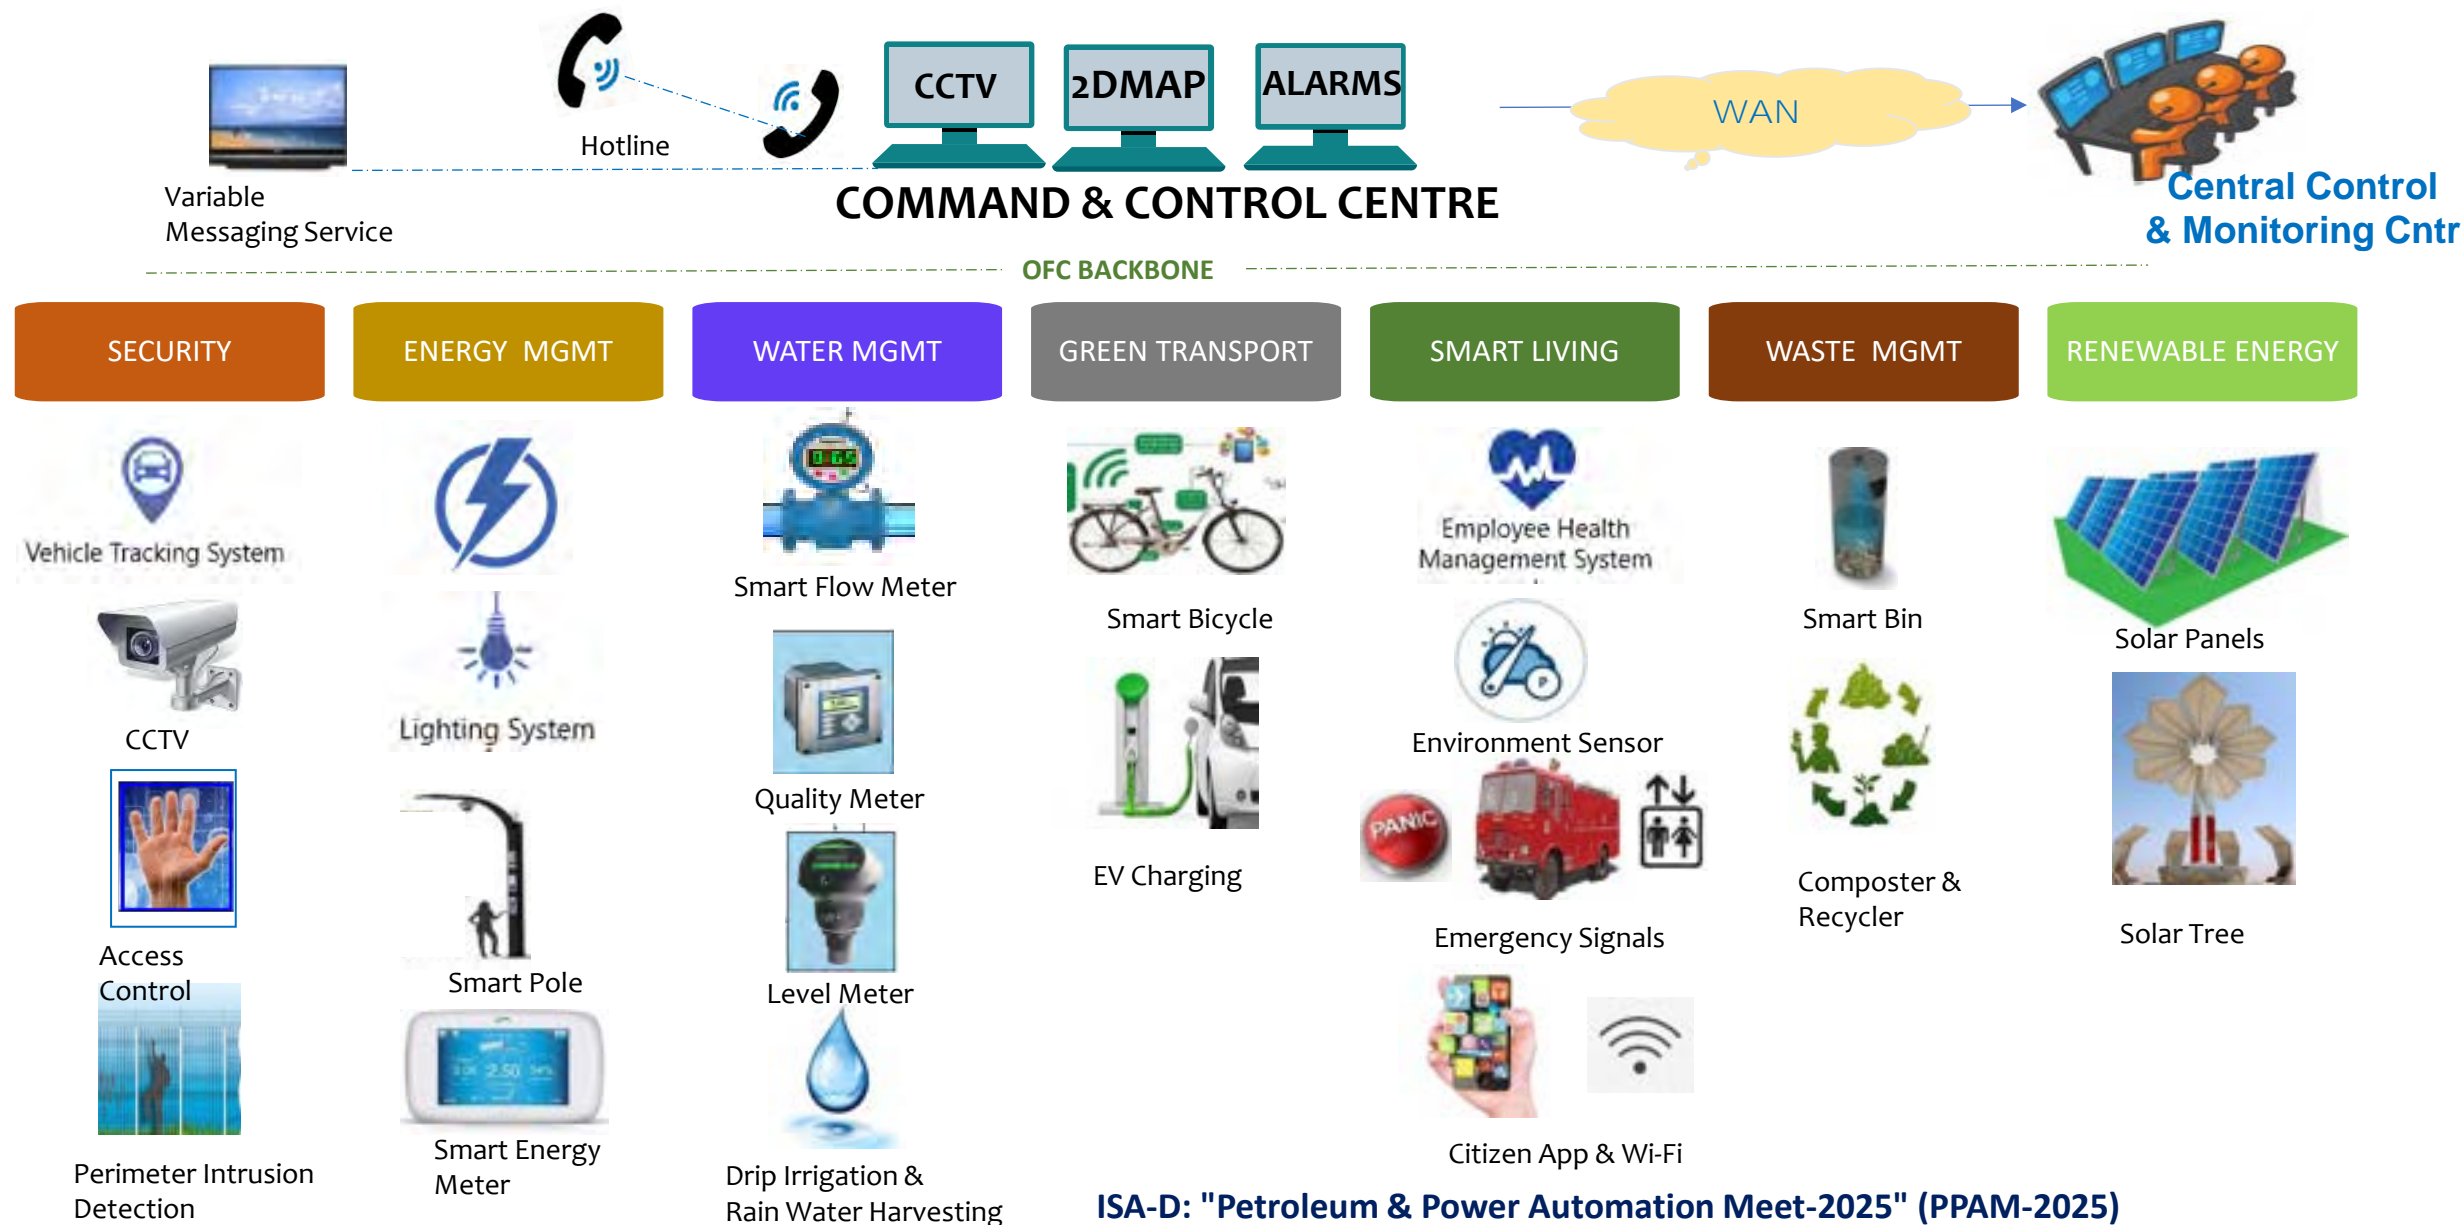 CCTV
2DMAP
ALARMS
WAN
Hotline
Variable
Messaging Service
COMMAND & CONTROL CENTRE
Central Control
& Monitoring Cntr
OFC BACKBONE
SECURITY
ENERGY MGMT
WATER MGMT
GREEN TRANSPORT
SMART LIVING
WASTE MGMT
RENEWABLE ENERGY
Vehicle Tracking System
CCTV
Access
Control
Perimeter Intrusion
Detection
Lighting System
Smart Pole
2.50
Smart Energy
Meter
Smart Flow Meter
Quality Meter
Level Meter
Drip Irrigation &
Rain Water Harvesting
Smart Bicycle
EV Charging
Employee Health
Management System
P
Environment Sensor
PANIC
Emergency Signals
Citizen App & Wi-Fi
Smart Bin
Composter &
Recycler
Solar Panels
Solar Tree
ISA-D: "Petroleum & Power Automation Meet-2025" (PPAM-2025)